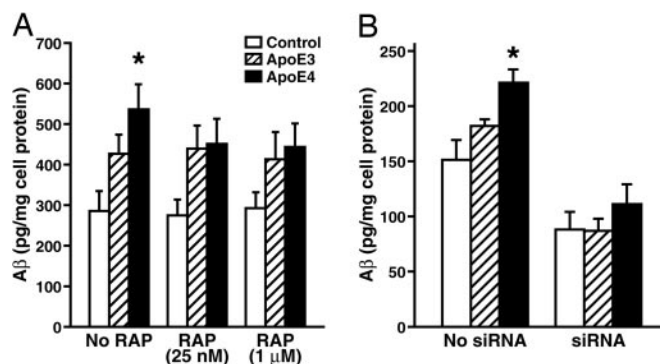 A
Aβ (pg/mg cell protein)
700
600
500
400
300
200
100
0
*
Control
ApoE3
ApoE4
No RAP
RAP
(25 nM)
RAP
(1 μM)
B
Aβ (pg/mg cell protein)
250
200
150
100
50
0
*
No siRNA
siRNA